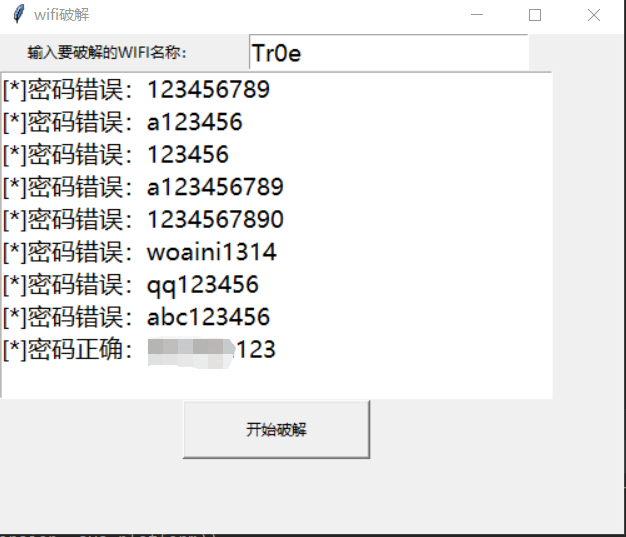 wifi破解
输入要破解的WIFI名称: Tr0e
[*]密码错误: 123456789
[*]密码错误: a123456
[*]密码错误: 123456
[*]密码错误: a123456789
[*]密码错误: 1234567890
[*]密码错误: woaini1314
[*]密码错误: qq123456
[*]密码错误: abc123456
[*]密码正确: 123
开始破解